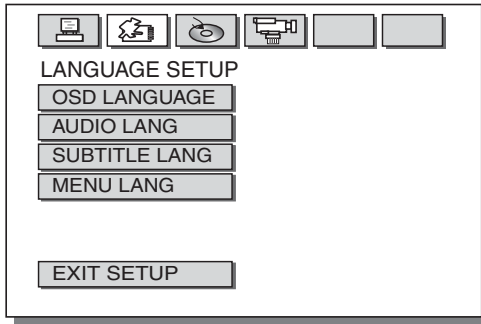 LANGUAGE SETUP
OSD LANGUAGE
AUDIO LANG
SUBTITLE LANG
MENU LANG
EXIT SETUP